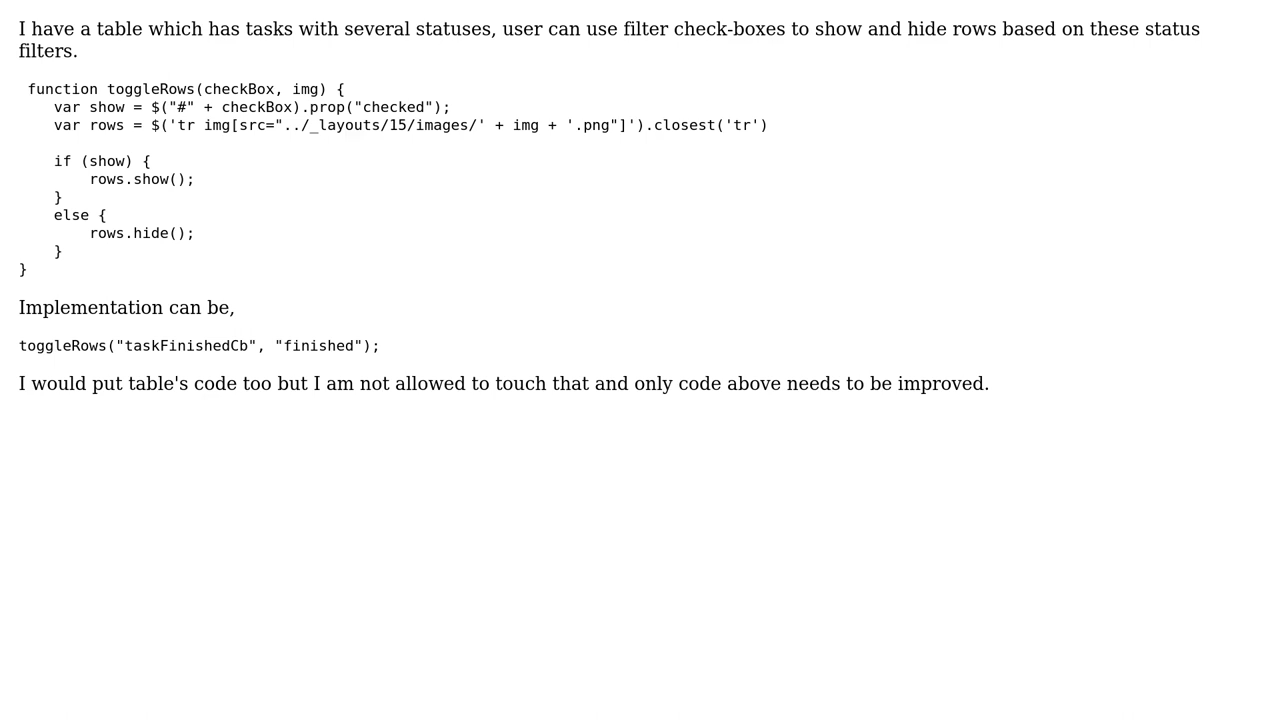 I have a table which has tasks with several statuses, user can use filter check-boxes to show and hide rows based on these status
filters.
function toggleRows(checkBox, img) {
    var show = $("#" + checkBox).prop("checked");
    var rows = $('tr img[src="../_layouts/15/images/' + img + '.png"]').closest('tr')
    if (show) {
        rows.show();
    }
    else {
        rows.hide();
    }
}
Implementation can be,
toggleRows("taskFinishedCb", "finished");
I would put table's code too but I am not allowed to touch that and only code above needs to be improved.